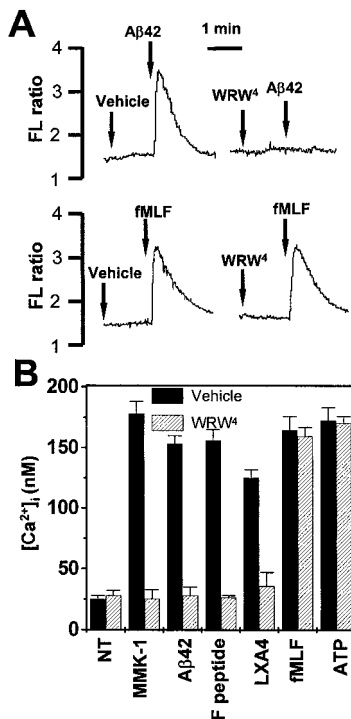 A
Aβ42
1 min
4
3
2
1
FL ratio
Vehicle
WRW⁴
Aβ42
fMLF
fMLF
4
3
2
1
FL ratio
Vehicle
WRW⁴
B
200
150
100
50
0
[Ca²⁺]ᵢ (nM)
Vehicle
WRW⁴
NT
MMK-1
Aβ42
F peptide
LXA4
fMLF
ATP